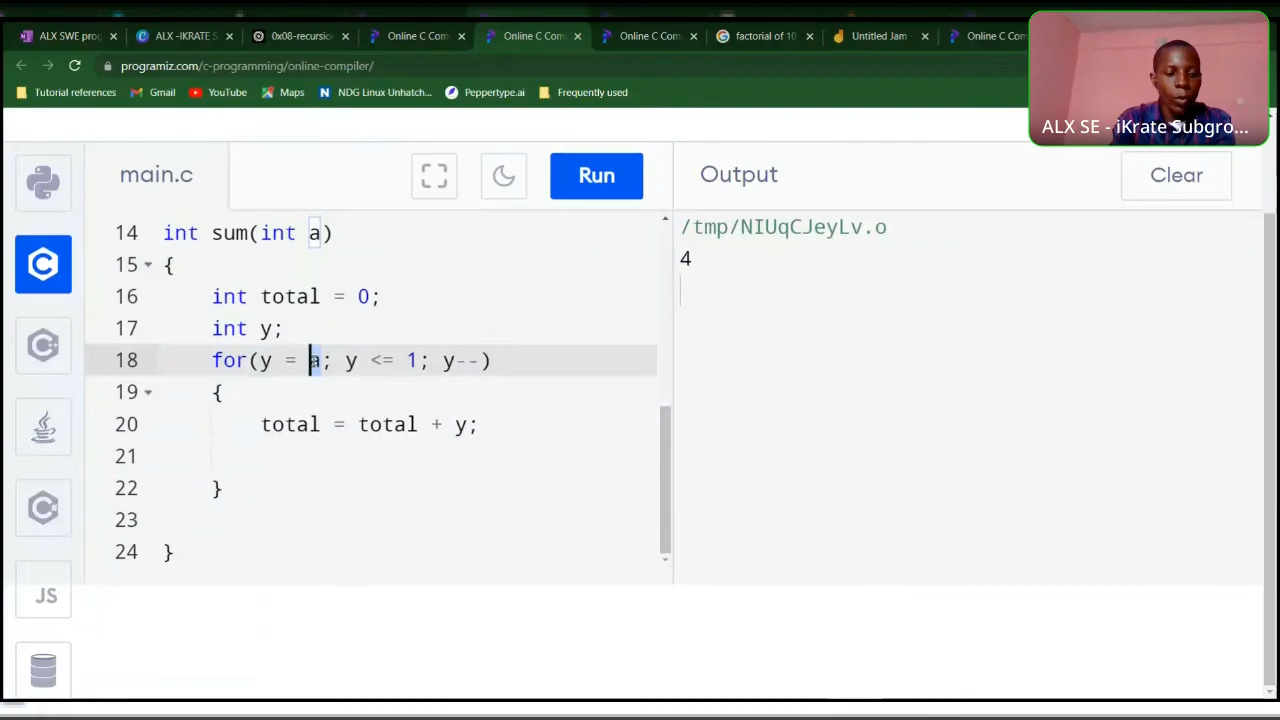 ALX SWE prog
ALX -IKRATE S
0x08-recursi
Online C Com
Online C Com
Online C Com
factorial of 10
Untitled Jam
Online C Com
programiz.com/c-programming/online-compiler/
Tutorial references
Gmail
YouTube
Maps
NDG Linux Unhatch...
Peppertype.ai
Frequently used
ALX SE - iKrate Subgro...
main.c
Run
Output
Clear
14 int sum(int a)
15 {
16 int total = 0;
17 int y;
18 for(y = a; y <= 1; y--)
19 {
20 total = total + y;
21
22 }
23
24 }
/tmp/NIUqCJeyLv.o
4
JS